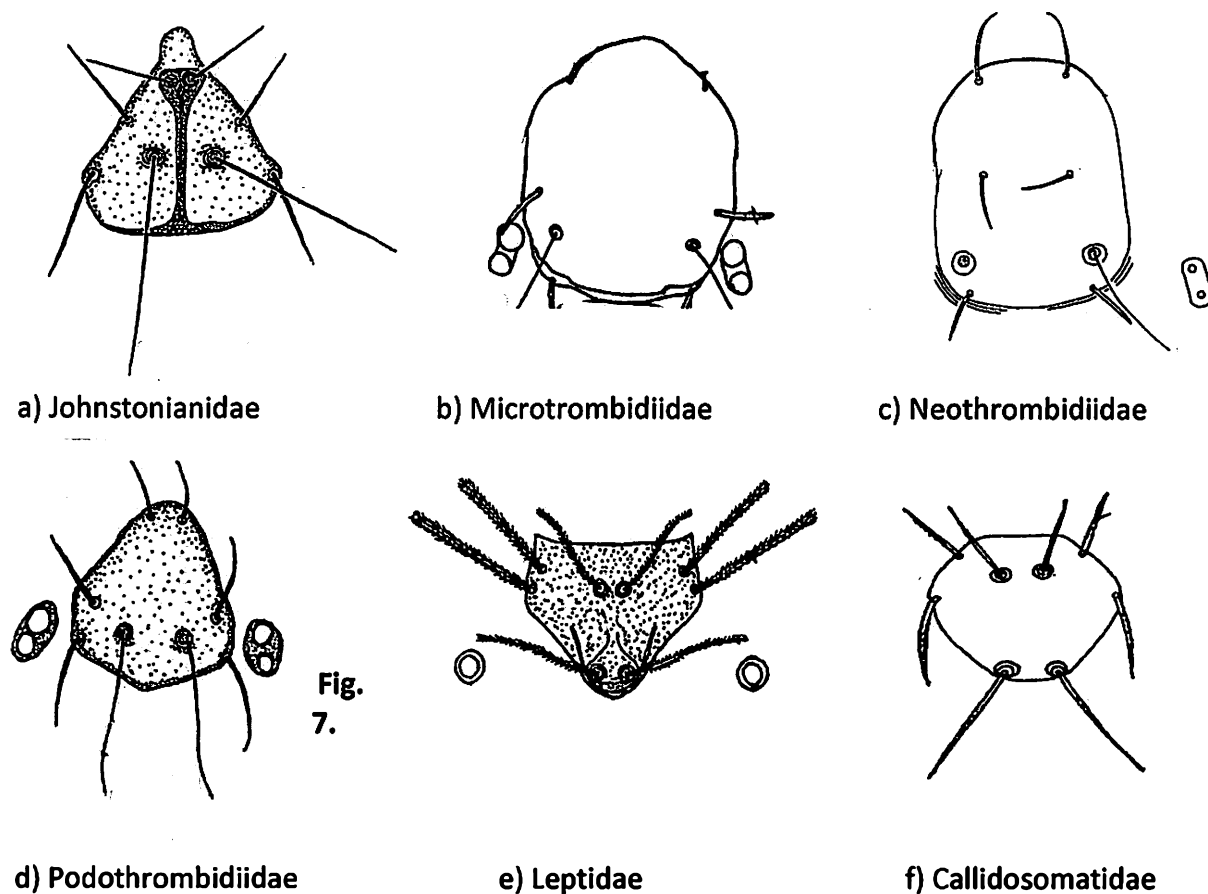 a) Johnstonianidae
b) Microtrombidiidae
c) Neothrombidiidae
Fig.
7.
d) Podothrombidiidae
e) Leptidae
f) Callidosomatidae